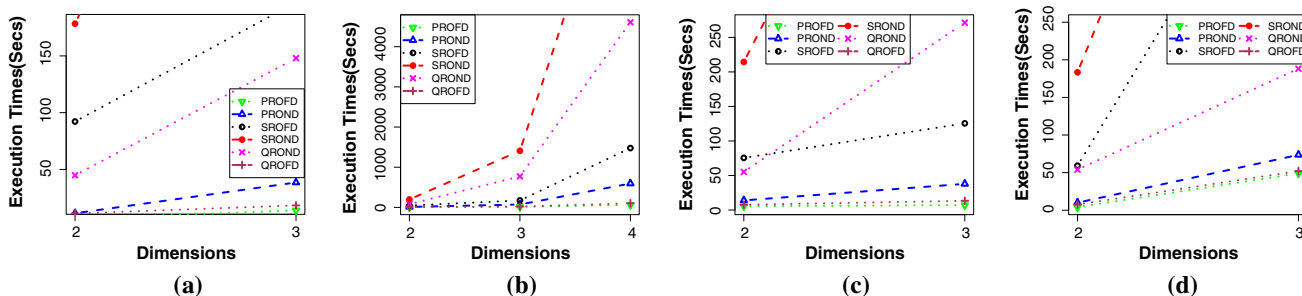 Execution Times(Secs)
150
100
50
PROFD
PROND
SROFD
SROND
QROND
QROFD
2
3
Dimensions
(a)
Execution Times(Secs)
4000
3000
2000
1000
0
PROFD
PROND
SROFD
SROND
QROND
QROFD
2
3
4
Dimensions
(b)
Execution Times(Secs)
250
200
150
100
50
0
PROFD
PROND
SROFD
SROND
QROND
QROFD
2
3
Dimensions
(c)
Execution Times(Secs)
250
200
150
100
50
0
PROFD
PROND
SROFD
SROND
QROND
QROFD
2
3
Dimensions
(d)